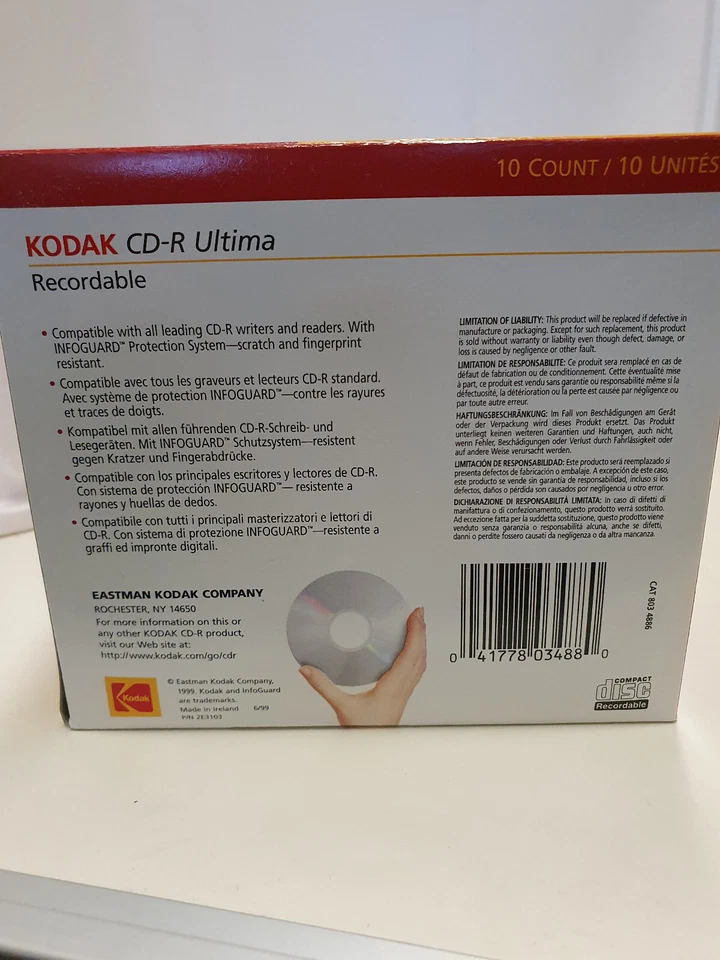 10 COUNT / 10 UNITÉS
KODAK CD-R Ultima
Recordable
• Compatible with all leading CD-R writers and readers. With
INFOGUARD™ Protection System—scratch and fingerprint
resistant.
• Compatible avec tous les graveurs et lecteurs CD-R standard.
Avec système de protection INFOGUARD™—contre les rayures
et traces de doigts.
• Kompatibel mit allen führenden CD-R-Schreib- und
Lesegeräten. Mit INFOGUARD™ Schutzsystem—resistent
gegen Kratzer und Fingerabdrücke.
• Compatible con los principales escritores y lectores de CD-R.
Con sistema de protección INFOGUARD™— resistente a
rayones y huellas de dedos.
• Compatibile con tutti i principali masterizzatori e lettori di
CD-R. Con sistema di protezione INFOGUARD™—resistente a
graffi ed impronte digitali.
EASTMAN KODAK COMPANY
ROCHESTER, NY 14650
For more information on this or
any other KODAK CD-R product,
visit our Web site at:
http://www.kodak.com/go/cdr
Kodak
© Eastman Kodak Company,
1999. Kodak and InfoGuard
are trademarks.
Made in Ireland 6/99
P/N 2E3103
LIMITATION OF LIABILITY: This product will be replaced if defective in
manufacture or packaging. Except for such replacement, this product
is sold without warranty or liability even though defect, damage, or
loss is caused by negligence or other fault.
LIMITATION DE RESPONSABILITE: Ce produit sera remplacé en cas de
défaut de fabrication ou de conditionnement. Cette éventualité mise
à part, ce produit est vendu sans garantie ou responsabilité même si la
défectuosité, la détérioration ou la perte est causée par négligence ou
par toute autre erreur.
HAFTUNGSBESCHRÄNKUNG: Im Fall von Beschädigungen am Gerät
oder der Verpackung wird dieses Produkt ersetzt. Das Produkt
unterliegt keinen weiteren Garantien und Haftungen, auch nicht,
wenn Fehler, Beschädigungen oder Verlust durch Fahrlässigkeit oder
auf andere Weise verursacht werden.
LIMITACIÓN DE RESPONSABILIDAD: Este producto será reemplazado si
presenta defectos de fabricación o embalaje. A excepción de este caso,
este producto se vende sin garantía de responsabilidad, incluso si los
defectos, daños o pérdida son causados por negligencia u otro error.
DICHIARAZIONE DI RESPONSABILITÀ LIMITATA: In caso di difetti di
manifattura o di confezionamento, questo prodotto verrà sostituito.
Ad eccezione fatta per la suddetta sostituzione, questo prodotto viene
venduto senza garanzia o responsabilità alcuna, anche se difetti,
danni o perdite fossero causati da negligenza o da altra mancanza.
0 41778 03488 0
CAT 803 4886
COMPACT
disc
Recordable